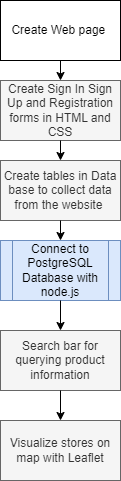 Create Web page
Create Sign In Sign
Up and Registration
forms in HTML and
CSS
Create tables in Data
base to collect data
from the website
Connect to
PostgreSQL
Database with
node.js
Search bar for
querying product
information
Visualize stores on
map with Leaflet